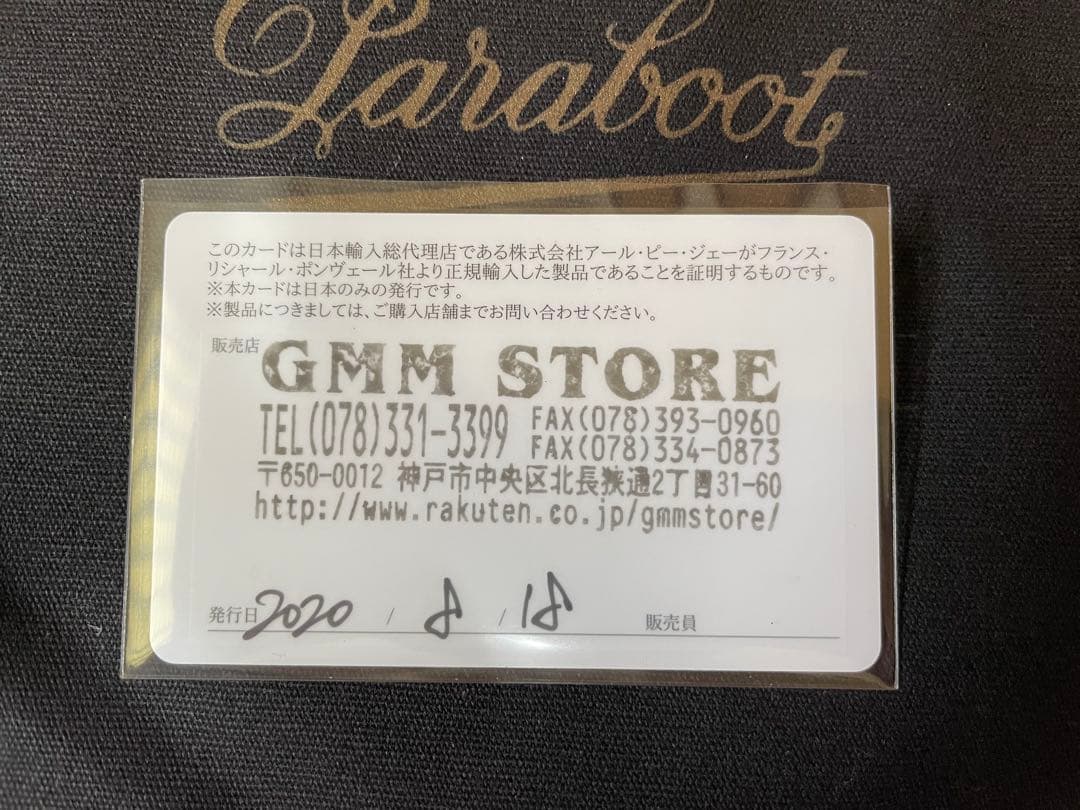 Paraboot
このカードは日本輸入総代理店である株式会社アール・ピー・ジェーがフランス・
リシャール・ポンヴェール社より正規輸入した製品であることを証明するものです。
※本カードは日本のみの発行です。
※製品につきましては、ご購入店舗までお問い合わせください。
販売店 GMM STORE
TEL(078)331-3399 FAX(078)393-0960
FAX(078)334-0873
〒650-0012 神戸市中央区北長狭通2丁目31-60
http://www.rakuten.co.jp/gmmstore/
発行日 2020 / 8 / 18 販売員